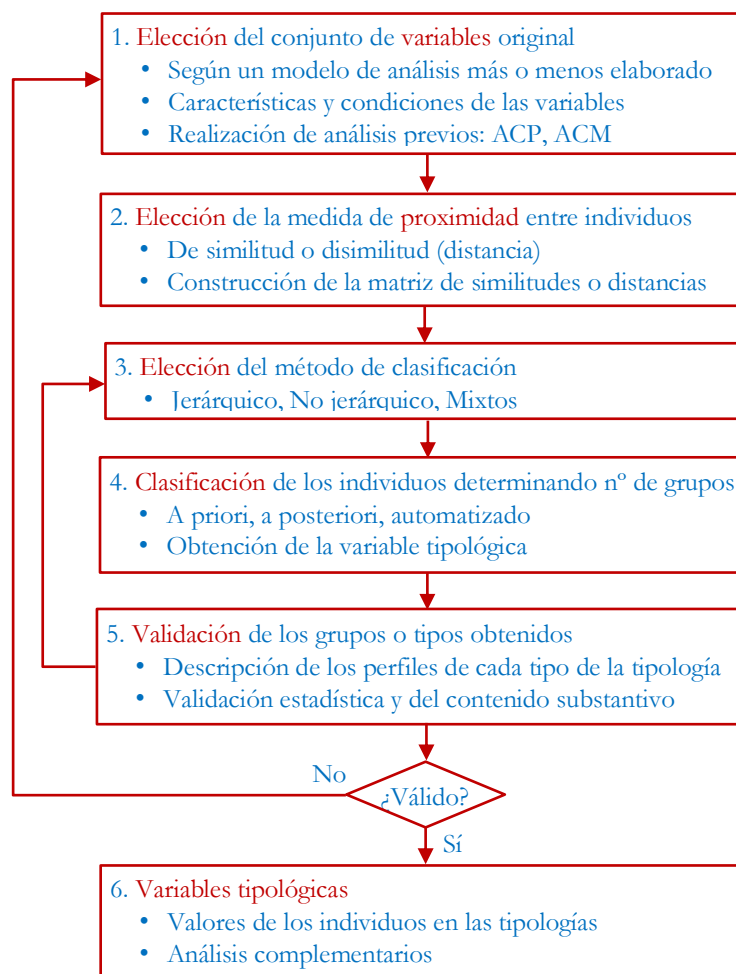 1. Elección del conjunto de variables original
• Según un modelo de análisis más o menos elaborado
• Características y condiciones de las variables
• Realización de análisis previos: ACP, ACM
2. Elección de la medida de proximidad entre individuos
• De similitud o disimilitud (distancia)
• Construcción de la matriz de similitudes o distancias
3. Elección del método de clasificación
• Jerárquico, No jerárquico, Mixtos
4. Clasificación de los individuos determinando nº de grupos
• A priori, a posteriori, automatizado
• Obtención de la variable tipológica
5. Validación de los grupos o tipos obtenidos
• Descripción de los perfiles de cada tipo de la tipología
• Validación estadística y del contenido substantivo
No
¿Válido?
Sí
6. Variables tipológicas
• Valores de los individuos en las tipologías
• Análisis complementarios